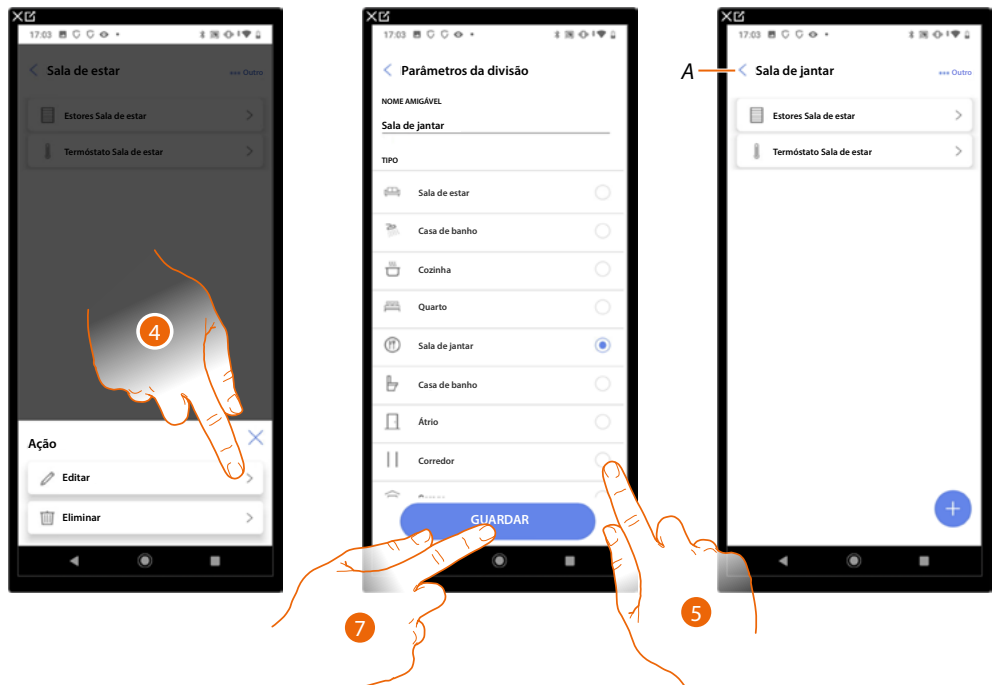 17:03
Sala de estar
Outro
Estores Sala de estar
Termóstato Sala de estar
4
Ação
Editar
Eliminar
17:03
Parâmetros da divisão
NOME AMIGÁVEL
Sala de jantar
TIPO
Sala de estar
Casa de banho
Cozinha
Quarto
Sala de jantar
Casa de banho
Átrio
Corredor
GUARDAR
7
5
17:03
A
Sala de jantar
Outro
Estores Sala de estar
Termóstato Sala de estar